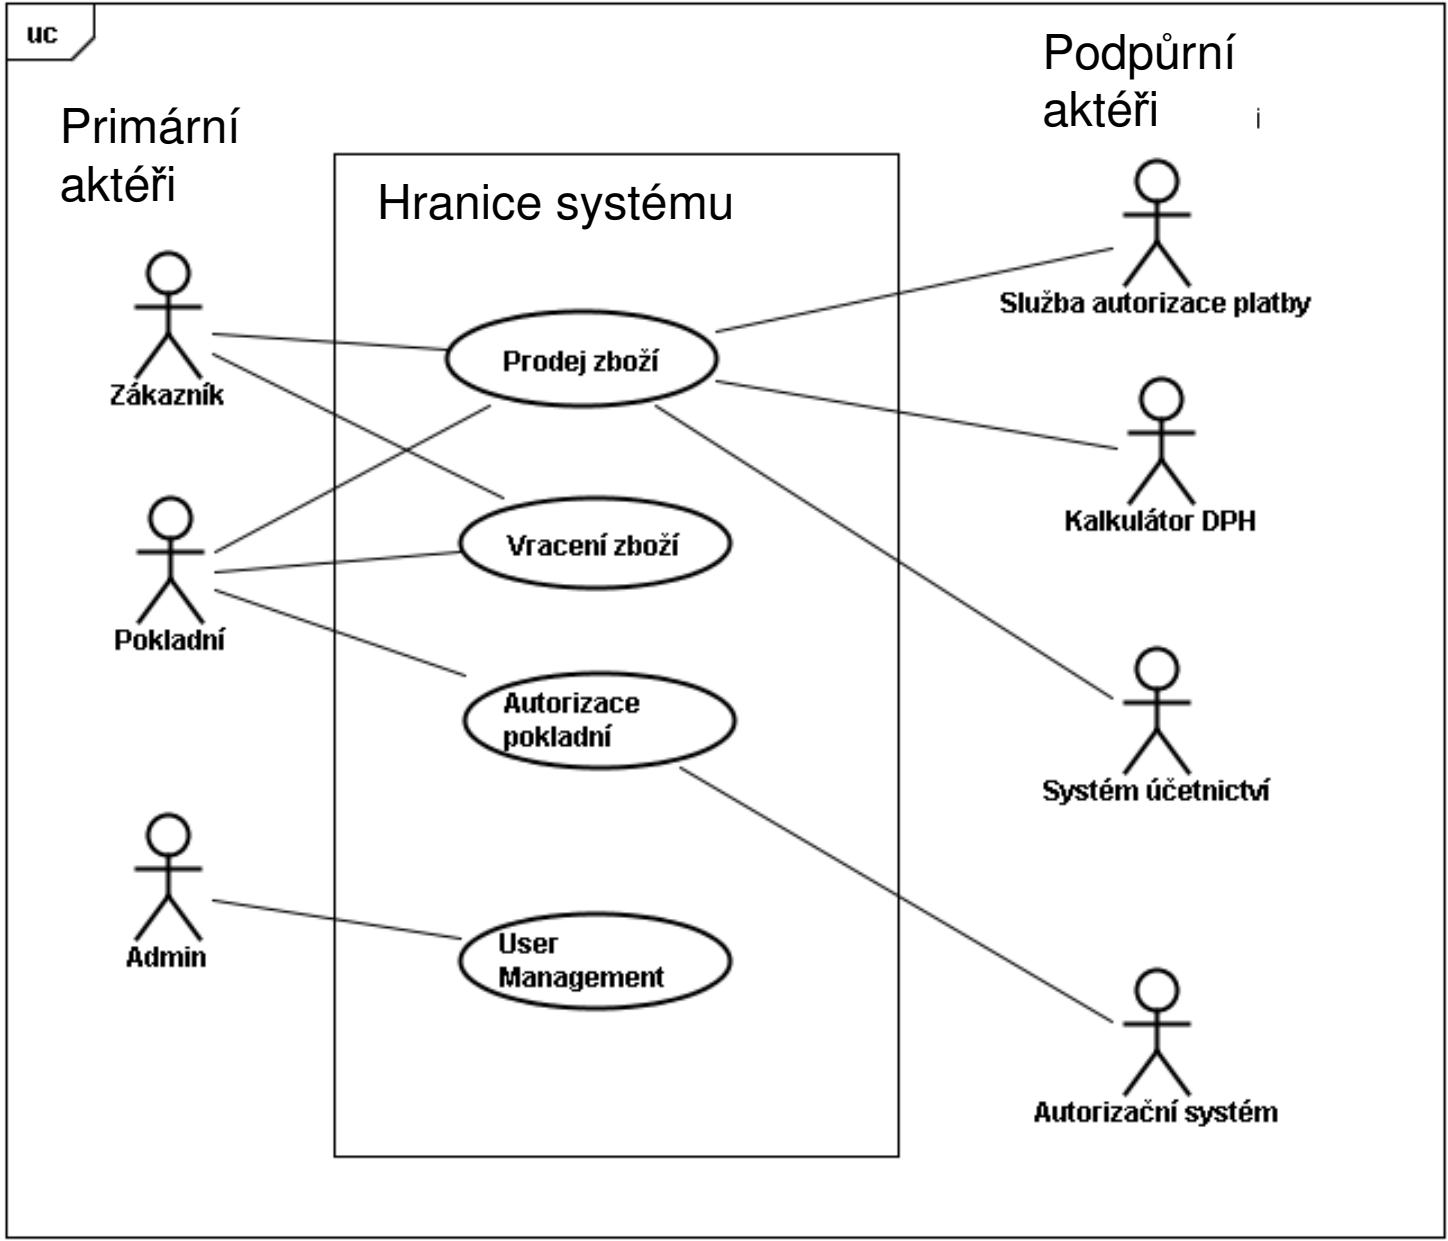 uc
Primární
aktéři
Hranice systému
Podpůrní
aktéři
i
Zákazník
Pokladní
Admin
Prodej zboží
Vracení zboží
Autorizace
pokladní
User
Management
Služba autorizace platby
Kalkulátor DPH
Systém účetnictví
Autorizační systém